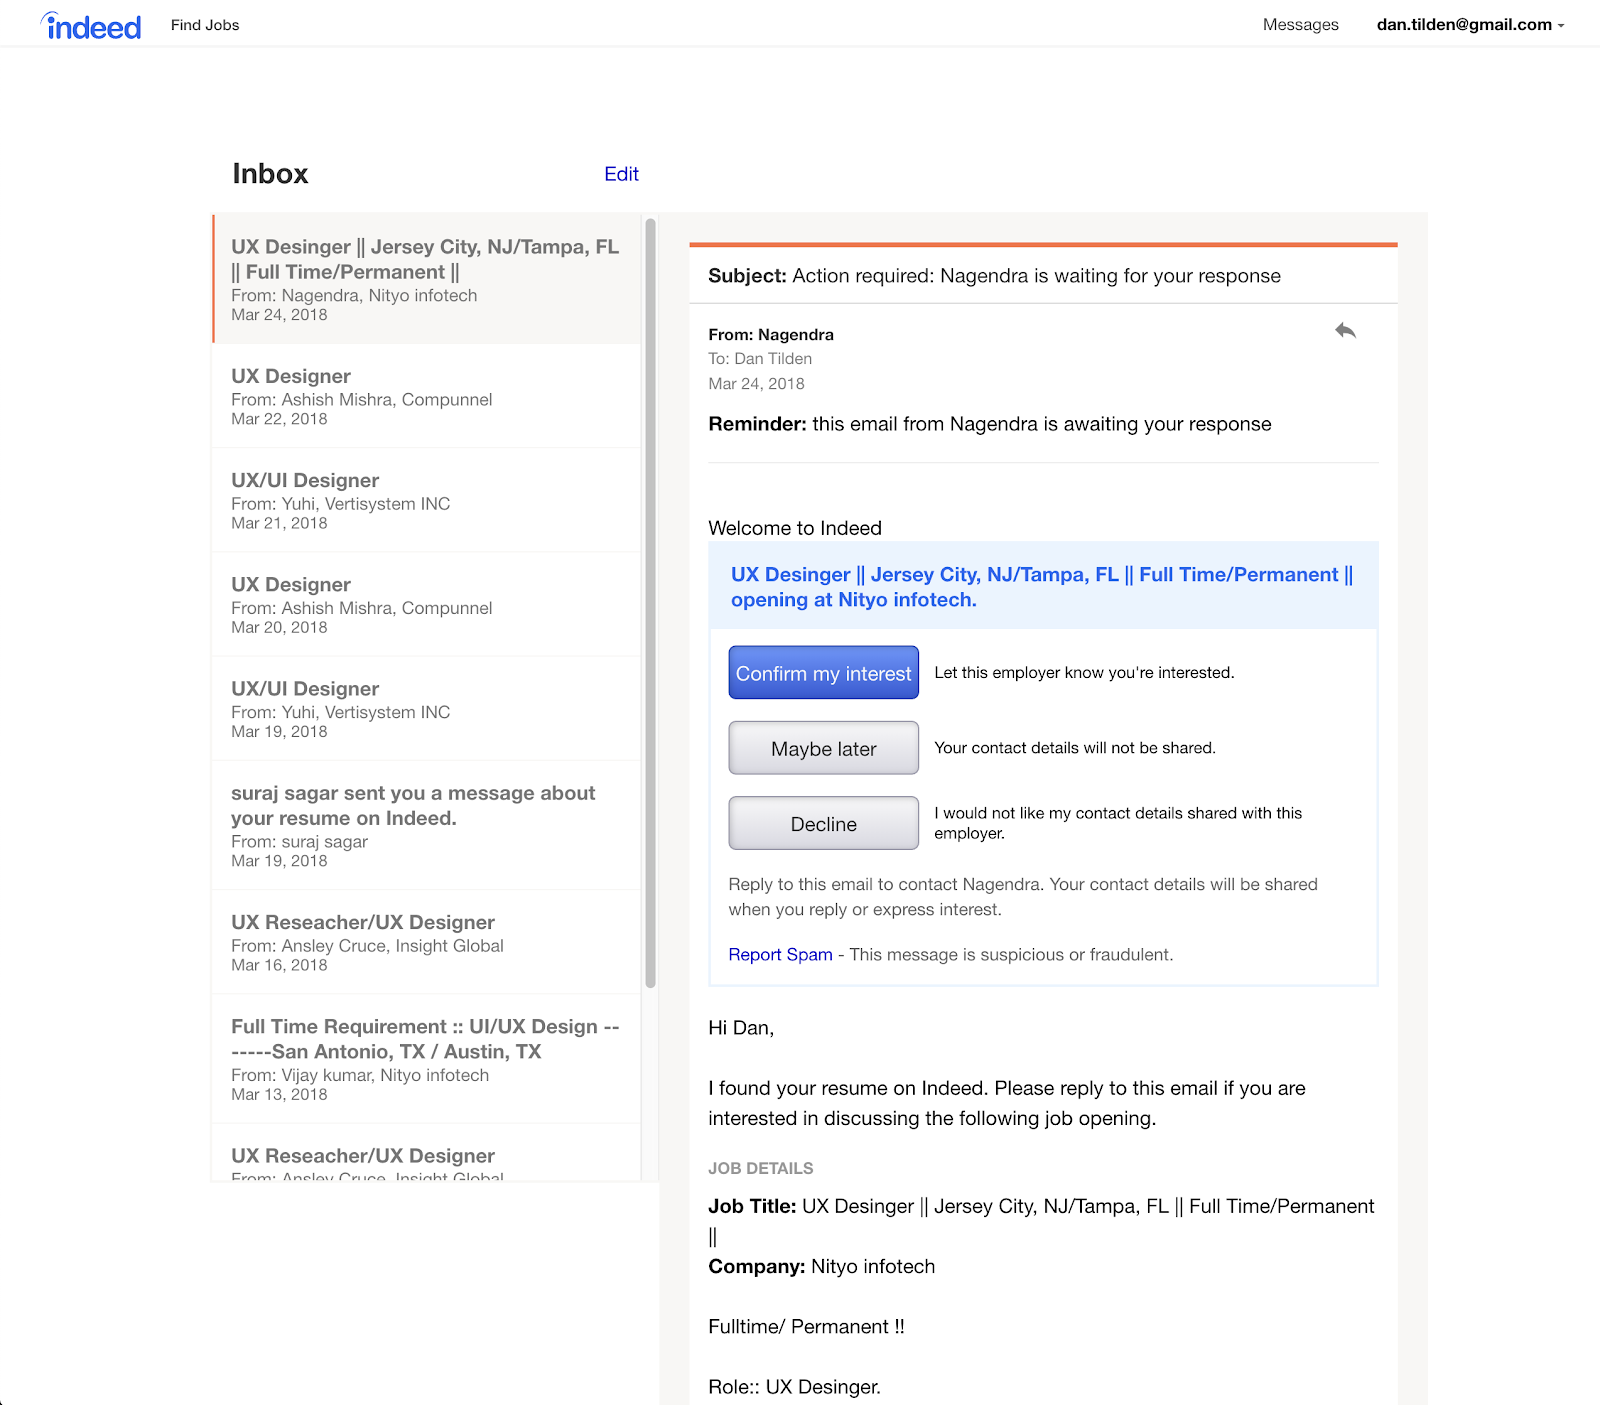 indeed
Find Jobs
Messages
dan.tilden@gmail.com
Inbox
Edit
UX Desinger || Jersey City, NJ/Tampa, FL
|| Full Time/Permanent ||
From: Nagendra, Nityo infotech
Mar 24, 2018
UX Designer
From: Ashish Mishra, Compunnel
Mar 22, 2018
UX/UI Designer
From: Yuhi, Vertisystem INC
Mar 21, 2018
UX Designer
From: Ashish Mishra, Compunnel
Mar 20, 2018
UX/UI Designer
From: Yuhi, Vertisystem INC
Mar 19, 2018
suraj sagar sent you a message about
your resume on Indeed.
From: suraj sagar
Mar 19, 2018
UX Reseacher/UX Designer
From: Ansley Cruce, Insight Global
Mar 16, 2018
Full Time Requirement :: UI/UX Design --
------San Antonio, TX / Austin, TX
From: Vijay kumar, Nityo infotech
Mar 13, 2018
UX Reseacher/UX Designer
From: Ansley Cruce, Insight Global
Subject: Action required: Nagendra is waiting for your response
From: Nagendra
To: Dan Tilden
Mar 24, 2018
Reminder: this email from Nagendra is awaiting your response
Welcome to Indeed
UX Desinger || Jersey City, NJ/Tampa, FL || Full Time/Permanent ||
opening at Nityo infotech.
Confirm my interest
Let this employer know you're interested.
Maybe later
Your contact details will not be shared.
Decline
I would not like my contact details shared with this
employer.
Reply to this email to contact Nagendra. Your contact details will be shared
when you reply or express interest.
Report Spam - This message is suspicious or fraudulent.
Hi Dan,
I found your resume on Indeed. Please reply to this email if you are
interested in discussing the following job opening.
JOB DETAILS
Job Title: UX Desinger || Jersey City, NJ/Tampa, FL || Full Time/Permanent
||
Company: Nityo infotech
Fulltime/ Permanent !!
Role:: UX Desinger.